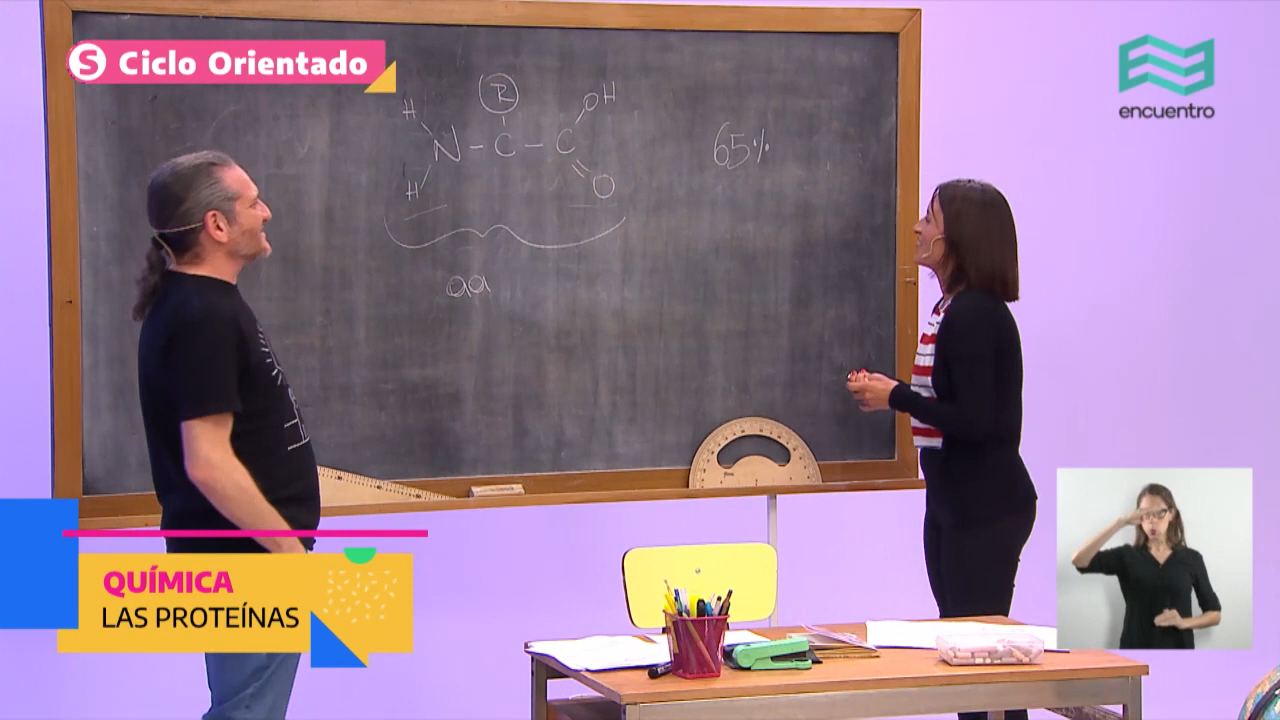 S Ciclo Orientado
encuentro
R
H OH
N - C - C
H O
65%
aa
QUÍMICA
LAS PROTEÍNAS